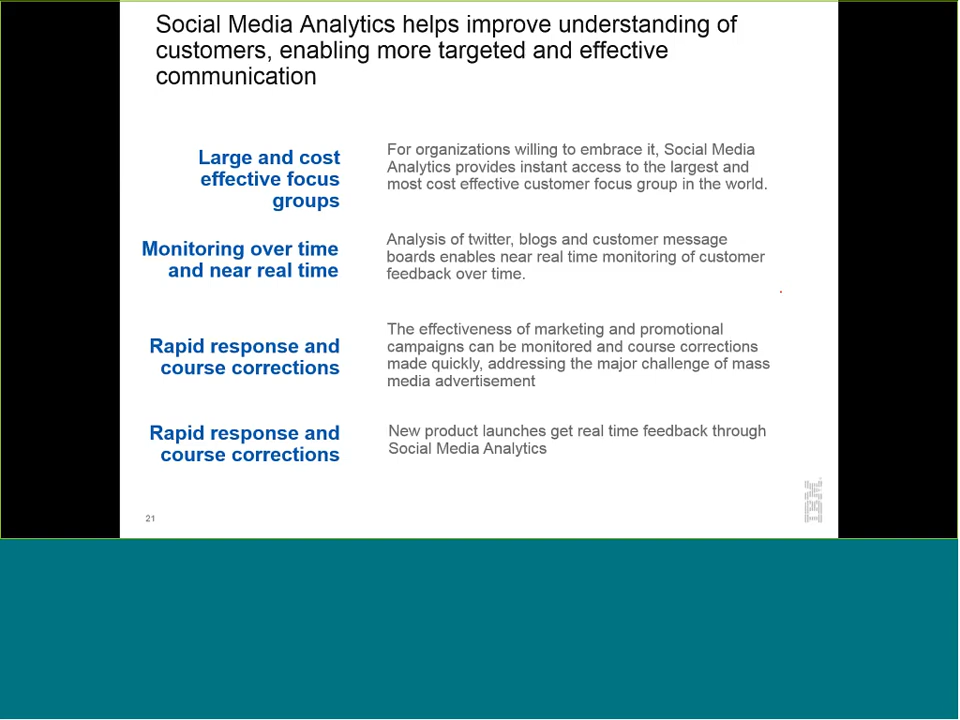 Social Media Analytics helps improve understanding of
customers, enabling more targeted and effective
communication
Large and cost
effective focus
groups
For organizations willing to embrace it, Social Media
Analytics provides instant access to the largest and
most cost effective customer focus group in the world.
Monitoring over time
and near real time
Analysis of twitter, blogs and customer message
boards enables near real time monitoring of customer
feedback over time.
.
Rapid response and
course corrections
The effectiveness of marketing and promotional
campaigns can be monitored and course corrections
made quickly, addressing the major challenge of mass
media advertisement
Rapid response and
course corrections
New product launches get real time feedback through
Social Media Analytics
21
IBM